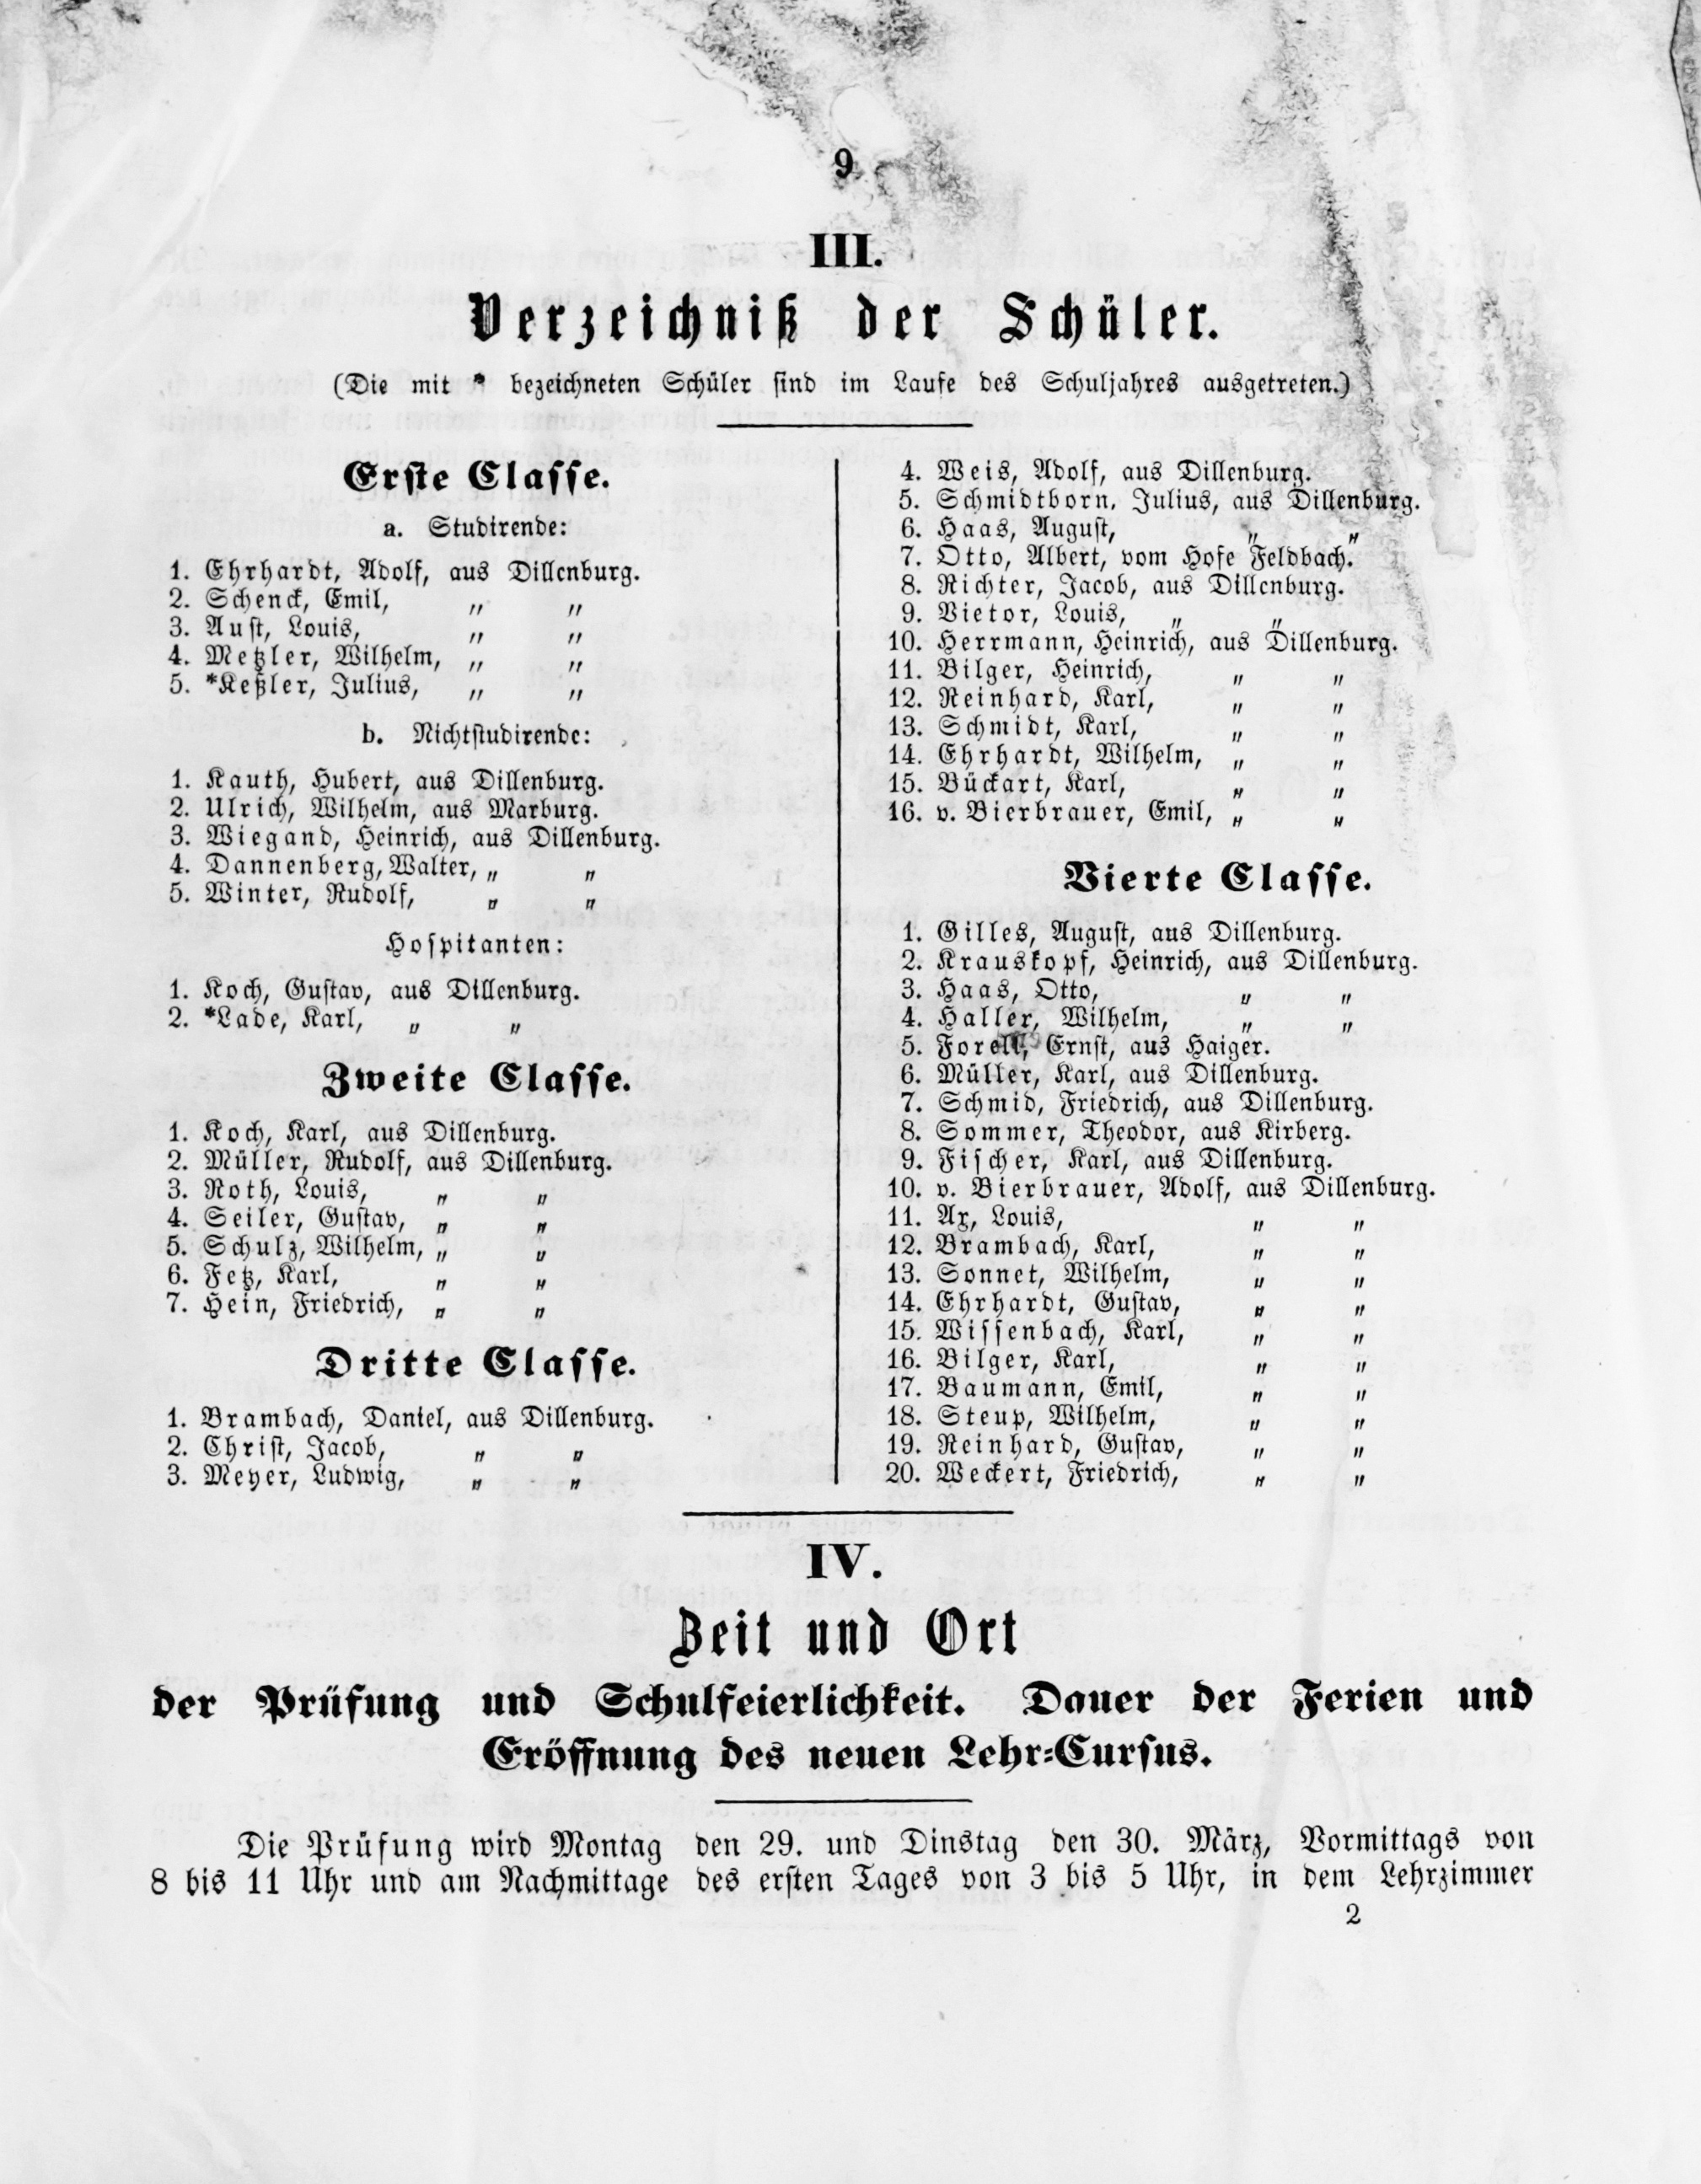 9
III.
Verzeichniß der Schüler.
(Die mit * bezeichneten Schüler sind im Laufe des Schuljahres ausgetreten.)
Erste Classe.
a. Studirende:
1. Ehrhardt, Adolf, aus Dillenburg.
2. Schenck, Emil, „ „
3. Aust, Louis, „ „
4. Metzler, Wilhelm, „ „
5. *Keßler, Julius, „ „
b. Nichtstudirende:
1. Kauth, Hubert, aus Dillenburg.
2. Ulrich, Wilhelm, aus Marburg.
3. Wiegand, Heinrich, aus Dillenburg.
4. Dannenberg, Walter, „ „
5. Winter, Rudolf, „ „
Hospitanten:
1. Koch, Gustav, aus Dillenburg.
2. *Lade, Karl, „ „
Zweite Classe.
1. Koch, Karl, aus Dillenburg.
2. Müller, Rudolf, aus Dillenburg.
3. Roth, Louis, „ „
4. Seiler, Gustav, „ „
5. Schulz, Wilhelm, „ „
6. Fetz, Karl, „ „
7. Hein, Friedrich, „ „
Dritte Classe.
1. Brambach, Daniel, aus Dillenburg.
2. Christ, Jacob, „ „
3. Meyer, Ludwig, „ „
4. Weis, Adolf, aus Dillenburg.
5. Schmidtborn, Julius, aus Dillenburg.
6. Haas, August, „ „
7. Otto, Albert, vom Hofe Feldbach.
8. Richter, Jacob, aus Dillenburg.
9. Vietor, Louis, „ „
10. Herrmann, Heinrich, aus Dillenburg.
11. Bilger, Heinrich, „ „
12. Reinhard, Karl, „ „
13. Schmidt, Karl, „ „
14. Ehrhardt, Wilhelm, „ „
15. Bückart, Karl, „ „
16. v. Bierbrauer, Emil, „ „
Vierte Classe.
1. Gilles, August, aus Dillenburg.
2. Krauskopf, Heinrich, aus Dillenburg.
3. Haas, Otto, „ „
4. Haller, Wilhelm, „ „
5. Forell, Ernst, aus Haiger.
6. Müller, Karl, aus Dillenburg.
7. Schmid, Friedrich, aus Dillenburg.
8. Sommer, Theodor, aus Kirberg.
9. Fischer, Karl, aus Dillenburg.
10. v. Bierbrauer, Adolf, aus Dillenburg.
11. Ax, Louis, „ „
12. Brambach, Karl, „ „
13. Sonnet, Wilhelm, „ „
14. Ehrhardt, Gustav, „ „
15. Wissenbach, Karl, „ „
16. Bilger, Karl, „ „
17. Baumann, Emil, „ „
18. Steup, Wilhelm, „ „
19. Reinhard, Gustav, „ „
20. Weckert, Friedrich, „ „
IV.
Zeit und Ort
der Prüfung und Schulfeierlichkeit. Dauer der Ferien und
Eröffnung des neuen Lehr-Cursus.
Die Prüfung wird Montag den 29. und Dinstag den 30. März, Vormittags von
8 bis 11 Uhr und am Nachmittage des ersten Tages von 3 bis 5 Uhr, in dem Lehrzimmer
2